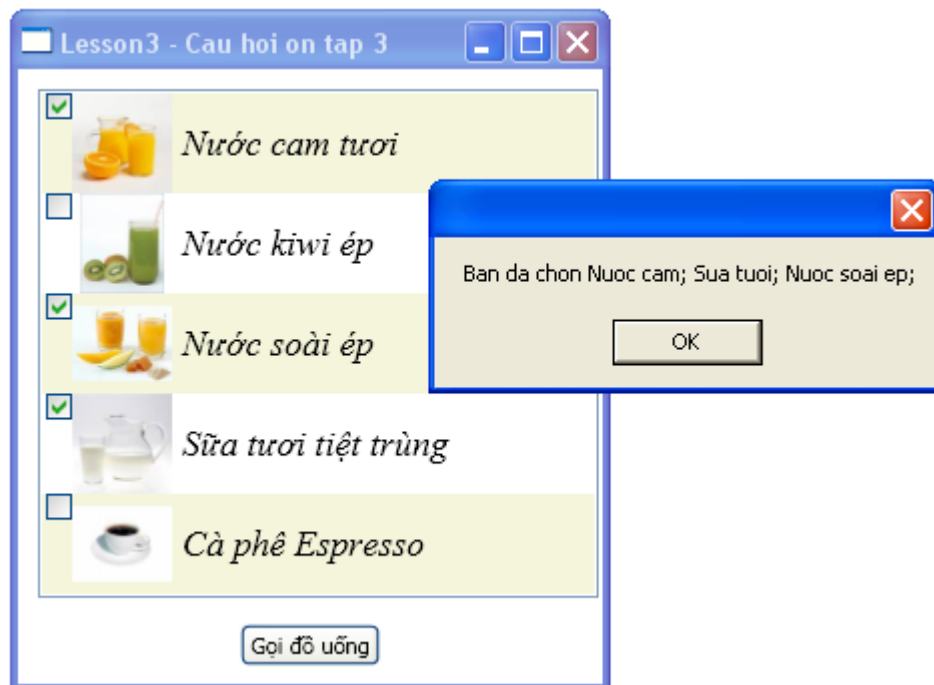 Lesson3 - Cau hoi on tap 3
Nước cam tươi
Nước kiwi ép
Nước soài ép
Sữa tươi tiệt trùng
Cà phê Espresso
Gọi đồ uống
Ban da chon Nuoc cam; Sua tuoi; Nuoc soai ep;
OK